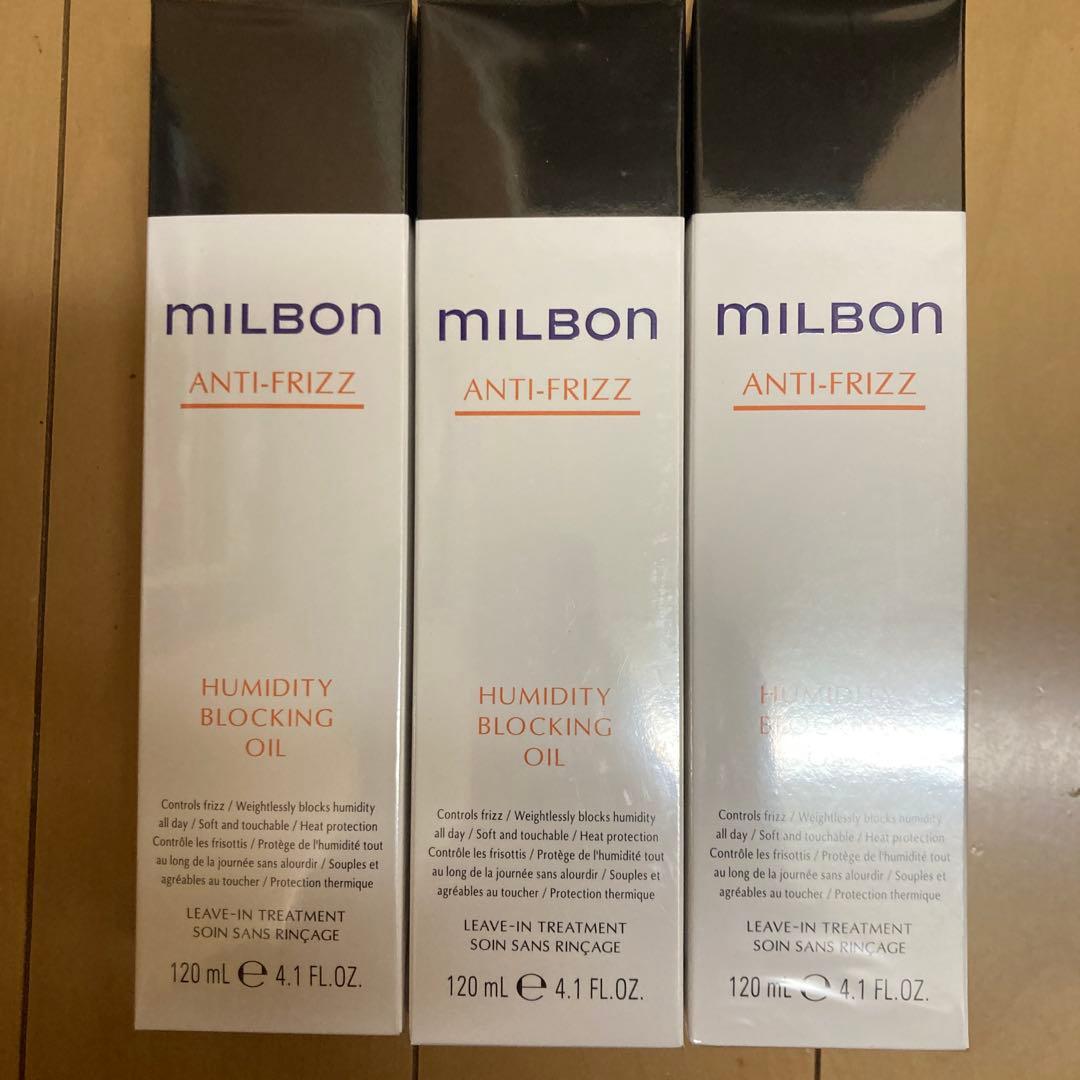 MILBON
ANTI-FRIZZ
HUMIDITY
BLOCKING
OIL
Controls frizz / Weightlessly blocks humidity
all day / Soft and touchable / Heat protection
Contrôle les frisottis / Protège de l'humidité tout
au long de la journée sans alourdir / Souples et
agréables au toucher / Protection thermique
LEAVE-IN TREATMENT
SOIN SANS RINÇAGE
120 mL ℮ 4.1 FL.OZ.
MILBON
ANTI-FRIZZ
HUMIDITY
BLOCKING
OIL
Controls frizz / Weightlessly blocks humidity
all day / Soft and touchable / Heat protection
Contrôle les frisottis / Protège de l'humidité tout
au long de la journée sans alourdir / Souples et
agréables au toucher / Protection thermique
LEAVE-IN TREATMENT
SOIN SANS RINÇAGE
120 mL ℮ 4.1 FL.OZ.
MILBON
ANTI-FRIZZ
HUMIDITY
BLOCKING
OIL
Controls frizz / Weightlessly blocks humidity
all day / Soft and touchable / Heat protection
Contrôle les frisottis / Protège de l'humidité tout
au long de la journée sans alourdir / Souples et
agréables au toucher / Protection thermique
LEAVE-IN TREATMENT
SOIN SANS RINÇAGE
120 mL ℮ 4.1 FL.OZ.